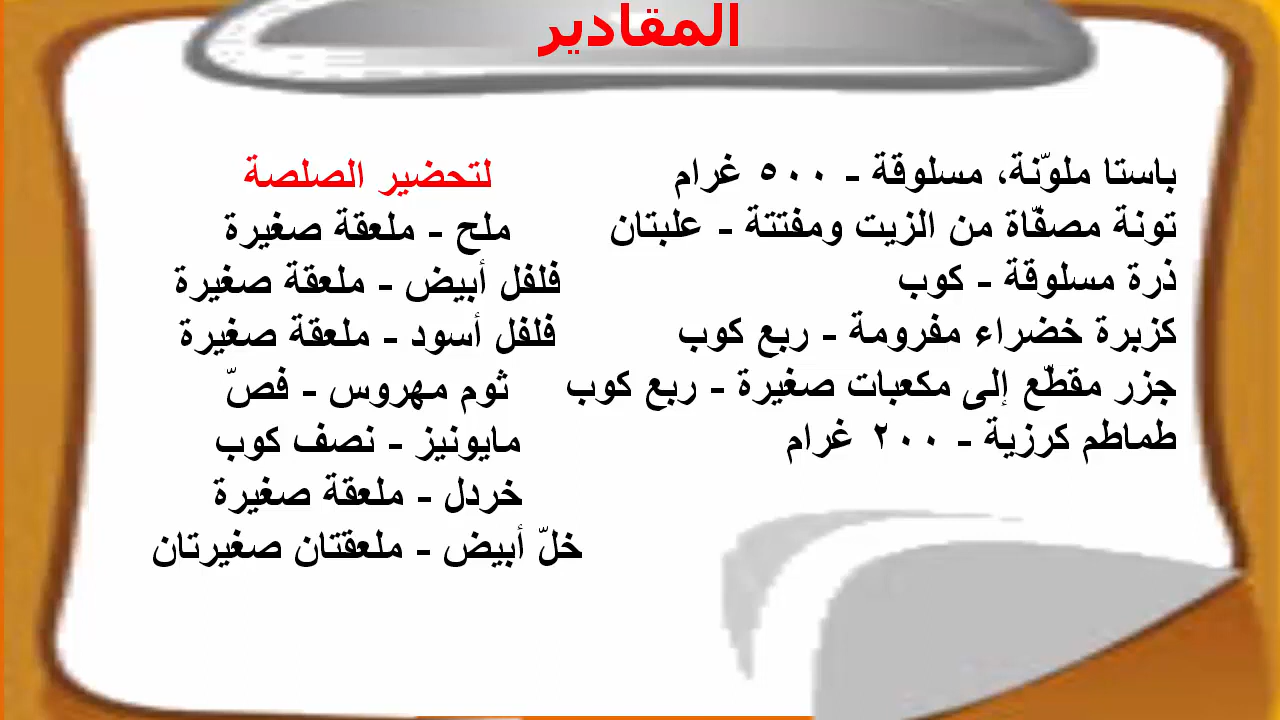 المقادير
باستا ملوّنة، مسلوقة - ٥٠٠ غرام
تونة مصفّاة من الزيت ومفتتة - علبتان
ذرة مسلوقة - كوب
كزبرة خضراء مفرومة - ربع كوب
جزر مقطّع إلى مكعبات صغيرة - ربع كوب
طماطم كرزية - ٢٠٠ غرام
لتحضير الصلصة
ملح - ملعقة صغيرة
فلفل أبيض - ملعقة صغيرة
فلفل أسود - ملعقة صغيرة
ثوم مهروس - فصّ
مايونيز - نصف كوب
خردل - ملعقة صغيرة
خلّ أبيض - ملعقتان صغيرتان